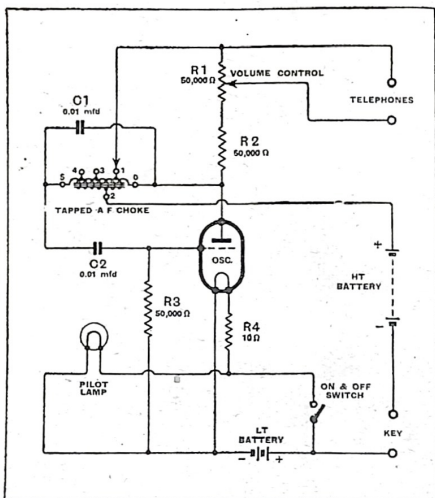 R1
50,000 Ω
VOLUME CONTROL
TELEPHONES
C1
0.01 mfd
R2
50,000 Ω
S
4
3
1
D
2
TAPPED A F CHOKE
C2
0.01 mfd
OSC.
+
HT
BATTERY
-
R3
50,000 Ω
R4
10 Ω
PILOT
LAMP
ON & OFF
SWITCH
LT
BATTERY
- +
KEY